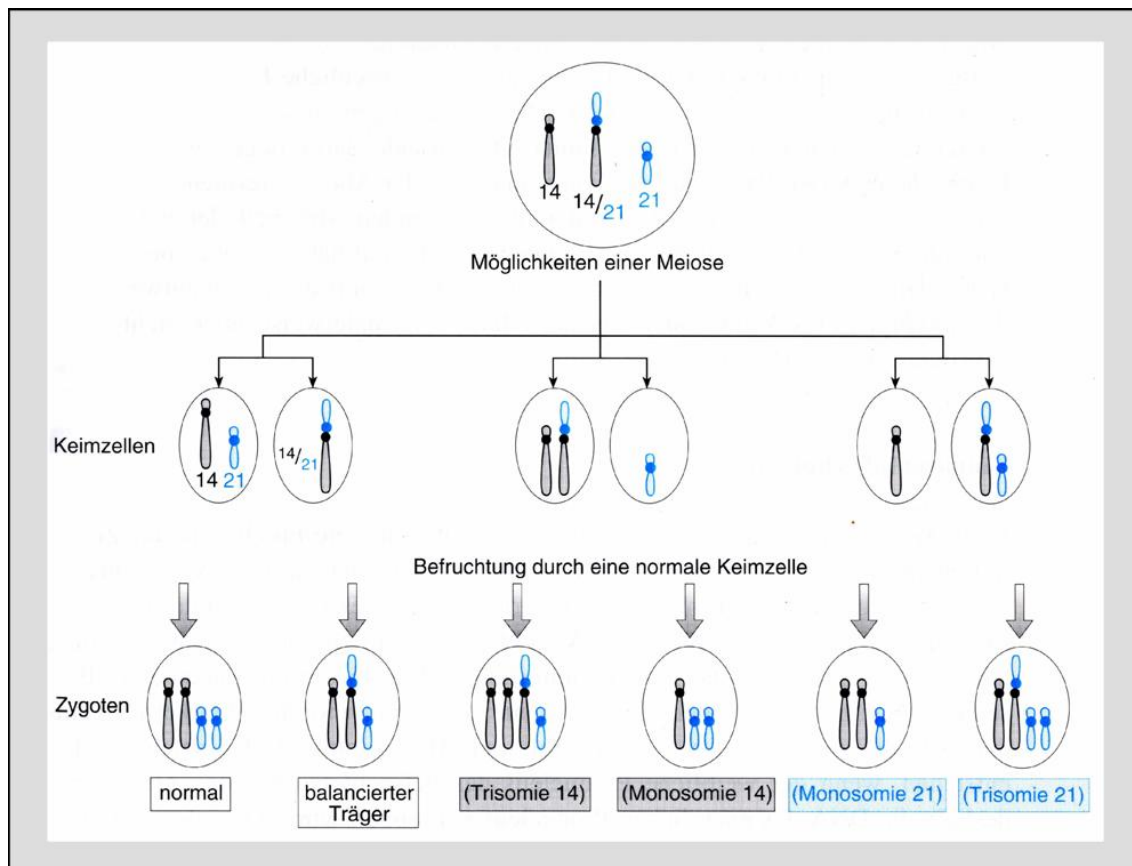 14
14/21
21
Möglichkeiten einer Meiose
Keimzellen
14 21
14/21
Befruchtung durch eine normale Keimzelle
Zygoten
normal
balancierter
Träger
(Trisomie 14)
(Monosomie 14)
(Monosomie 21)
(Trisomie 21)